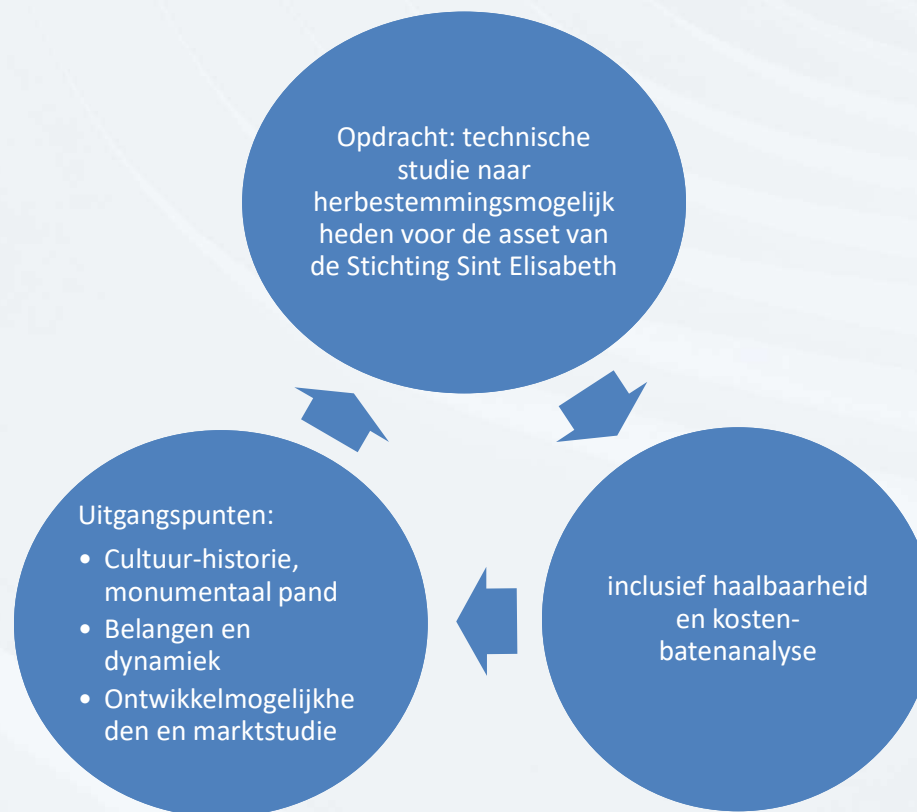 Opdracht: technische
studie naar
herbestemmingsmogelijk
heden voor de asset van
de Stichting Sint Elisabeth
inclusief haalbaarheid
en kosten-
batenanalyse
Uitgangspunten:
• Cultuur-historie,
monumentaal pand
• Belangen en
dynamiek
• Ontwikkelmogelijkhe
den en marktstudie